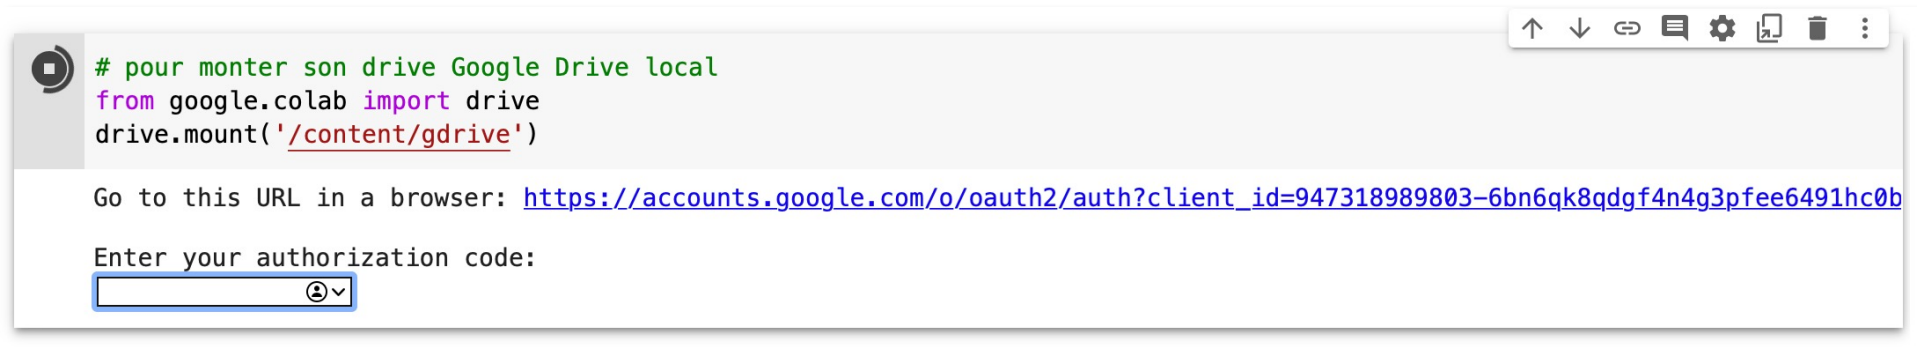 # pour monter son drive Google Drive local
from google.colab import drive
drive.mount('/content/gdrive')
Go to this URL in a browser: https://accounts.google.com/o/oauth2/auth?client_id=947318989803-6bn6qk8qdgf4n4g3pfee6491hc0b
Enter your authorization code: